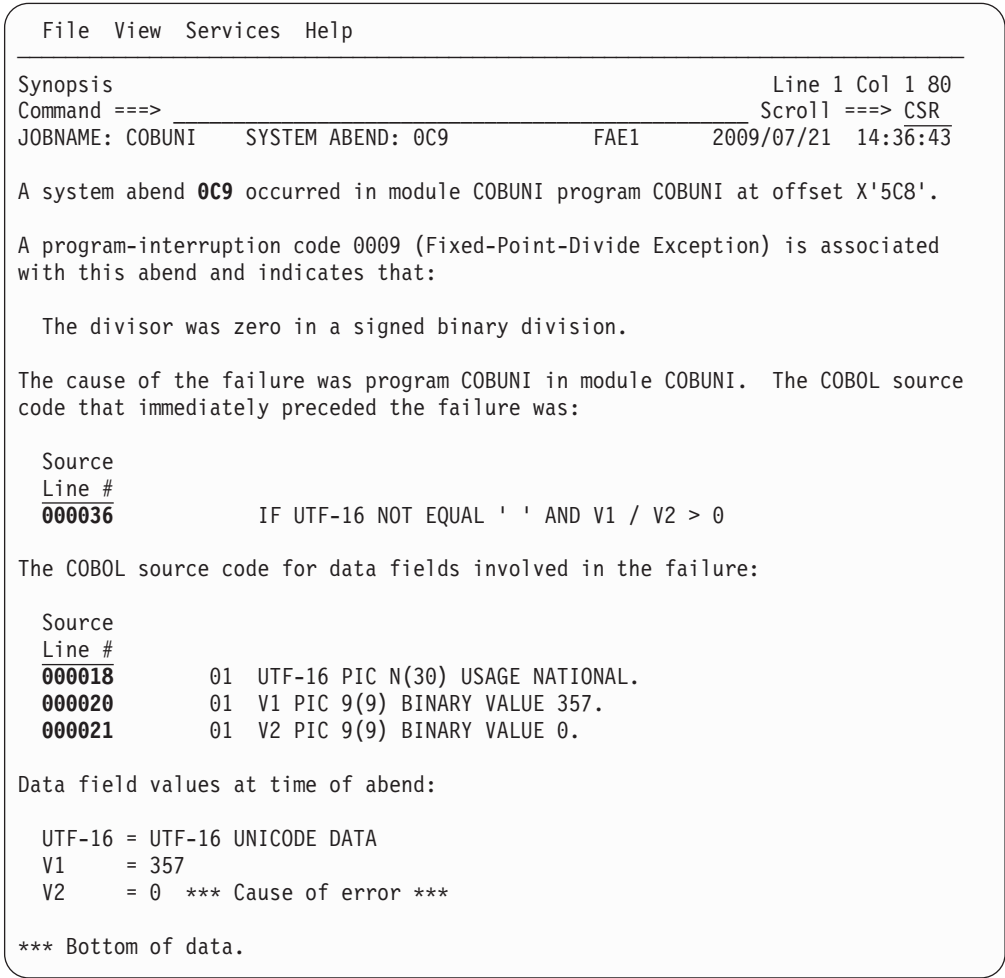 File  View  Services  Help
Synopsis                                                       Line 1 Col 1 80
Command ===> ________________________________________________ Scroll ===> CSR
JOBNAME: COBUNI    SYSTEM ABEND: 0C9            FAE1      2009/07/21  14:36:43
A system abend 0C9 occurred in module COBUNI program COBUNI at offset X'5C8'.
A program-interruption code 0009 (Fixed-Point-Divide Exception) is associated
with this abend and indicates that:
The divisor was zero in a signed binary division.
The cause of the failure was program COBUNI in module COBUNI.  The COBOL source
code that immediately preceded the failure was:
Source
Line #
000036            IF UTF-16 NOT EQUAL ' ' AND V1 / V2 > 0
The COBOL source code for data fields involved in the failure:
Source
Line #
000018        01  UTF-16 PIC N(30) USAGE NATIONAL.
000020        01  V1 PIC 9(9) BINARY VALUE 357.
000021        01  V2 PIC 9(9) BINARY VALUE 0.
Data field values at time of abend:
UTF-16 = UTF-16 UNICODE DATA
V1     = 357
V2     = 0  *** Cause of error ***
*** Bottom of data.